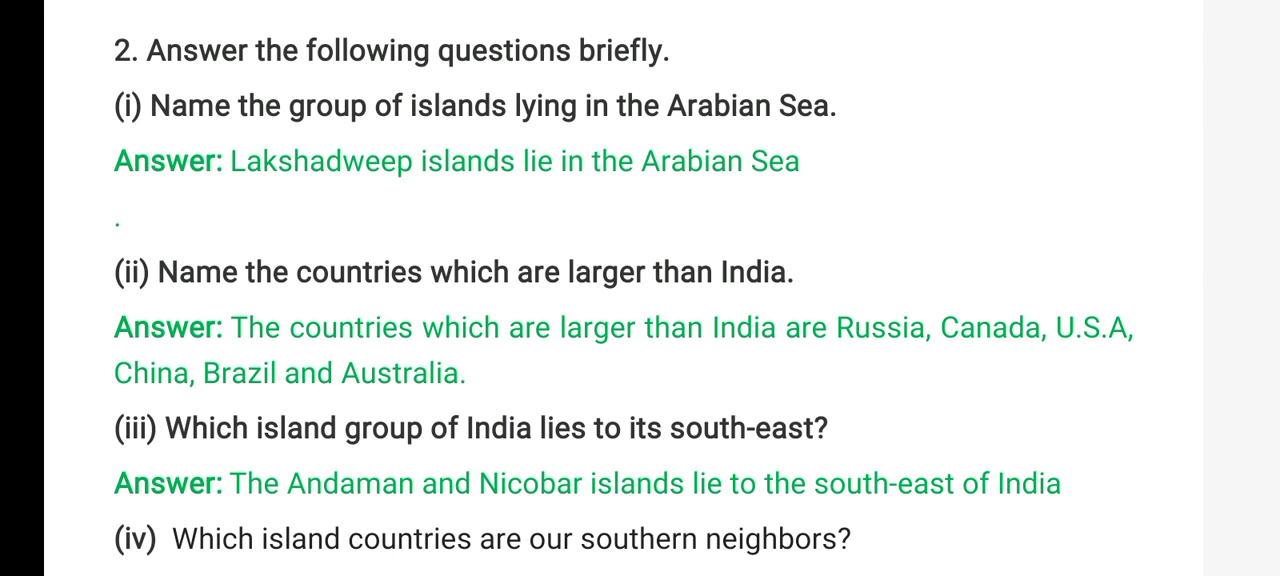 2. Answer the following questions briefly.
(i) Name the group of islands lying in the Arabian Sea.
Answer: Lakshadweep islands lie in the Arabian Sea
.
(ii) Name the countries which are larger than India.
Answer: The countries which are larger than India are Russia, Canada, U.S.A,
China, Brazil and Australia.
(iii) Which island group of India lies to its south-east?
Answer: The Andaman and Nicobar islands lie to the south-east of India
(iv) Which island countries are our southern neighbors?